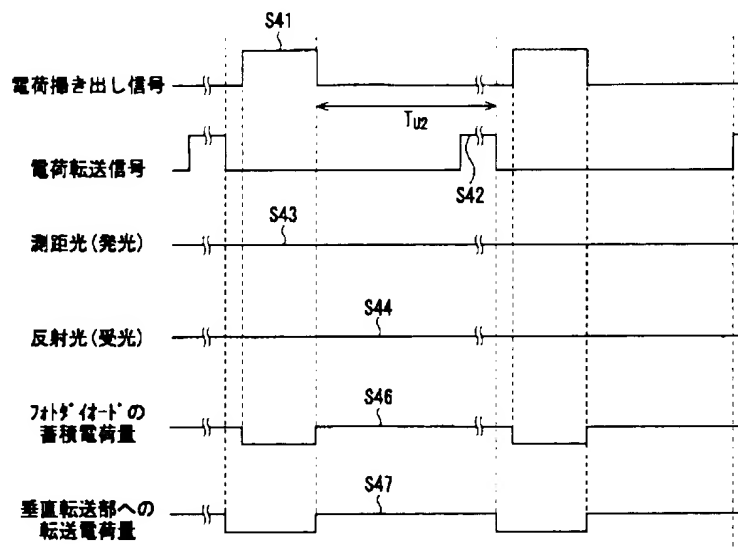 S41
電荷掃き出し信号
TU2
電荷転送信号
S42
S43
測距光(発光)
S44
反射光(受光)
S46
ﾌｫﾄﾀﾞｲｵｰﾄﾞの
蓄積電荷量
S47
垂直転送部への
転送電荷量